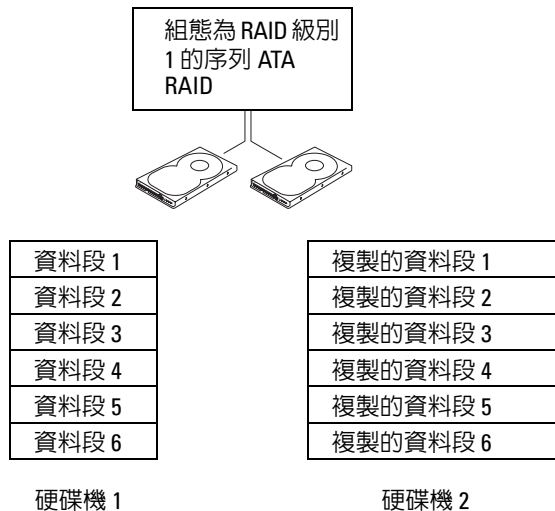 組態為 RAID 級別
1 的序列 ATA
RAID
資料段 1
資料段 2
資料段 3
資料段 4
資料段 5
資料段 6
複製的資料段 1
複製的資料段 2
複製的資料段 3
複製的資料段 4
複製的資料段 5
複製的資料段 6
硬碟機 1
硬碟機 2